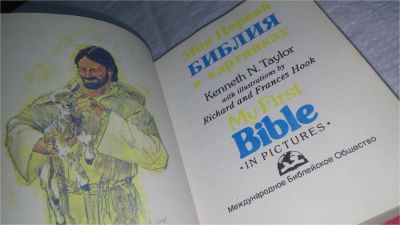 Моя Первая
БИБЛИЯ
в картинках
Kenneth N. Taylor
with illustrations by
Richard and Frances Hook
My First
Bible
• IN PICTURES •
Международное Библейское Общество